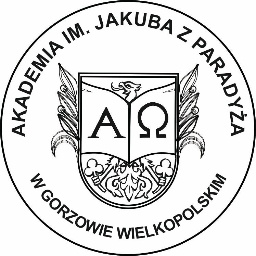 AKADEMIA IM. JAKUBA Z PARADYŻA
Α Ω
W GORZOWIE WIELKOPOLSKIM